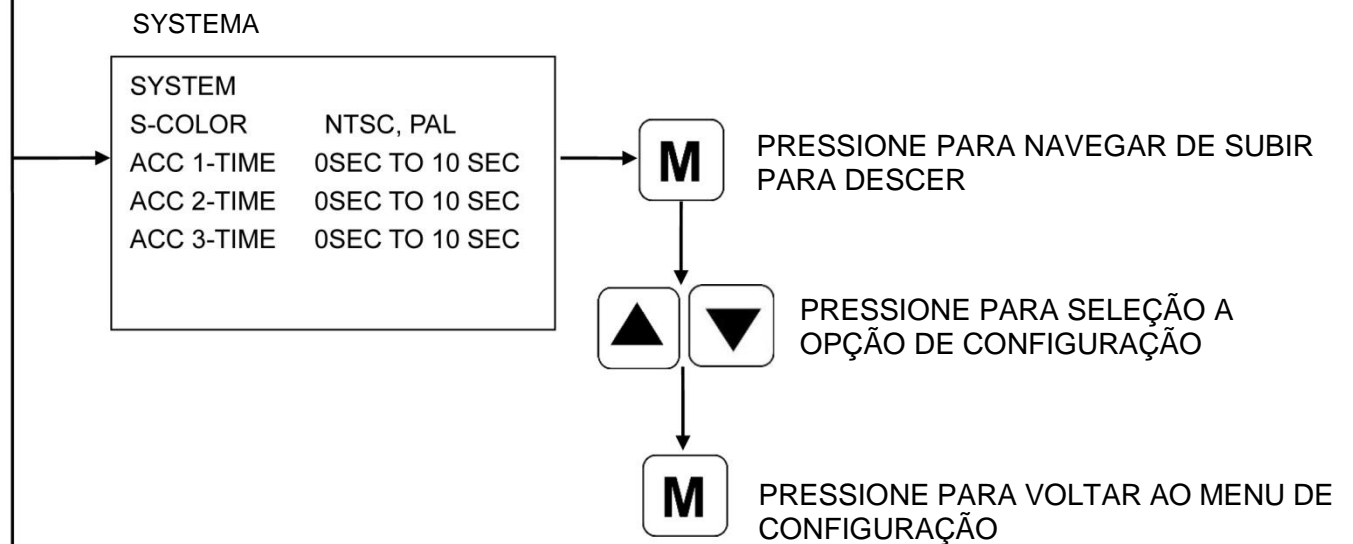 SYSTEMA
SYSTEM
S-COLOR NTSC, PAL
ACC 1-TIME 0SEC TO 10 SEC
ACC 2-TIME 0SEC TO 10 SEC
ACC 3-TIME 0SEC TO 10 SEC
M
PRESSIONE PARA NAVEGAR DE SUBIR
PARA DESCER
PRESSIONE PARA SELEÇÃO A
OPÇÃO DE CONFIGURAÇÃO
M
PRESSIONE PARA VOLTAR AO MENU DE
CONFIGURAÇÃO